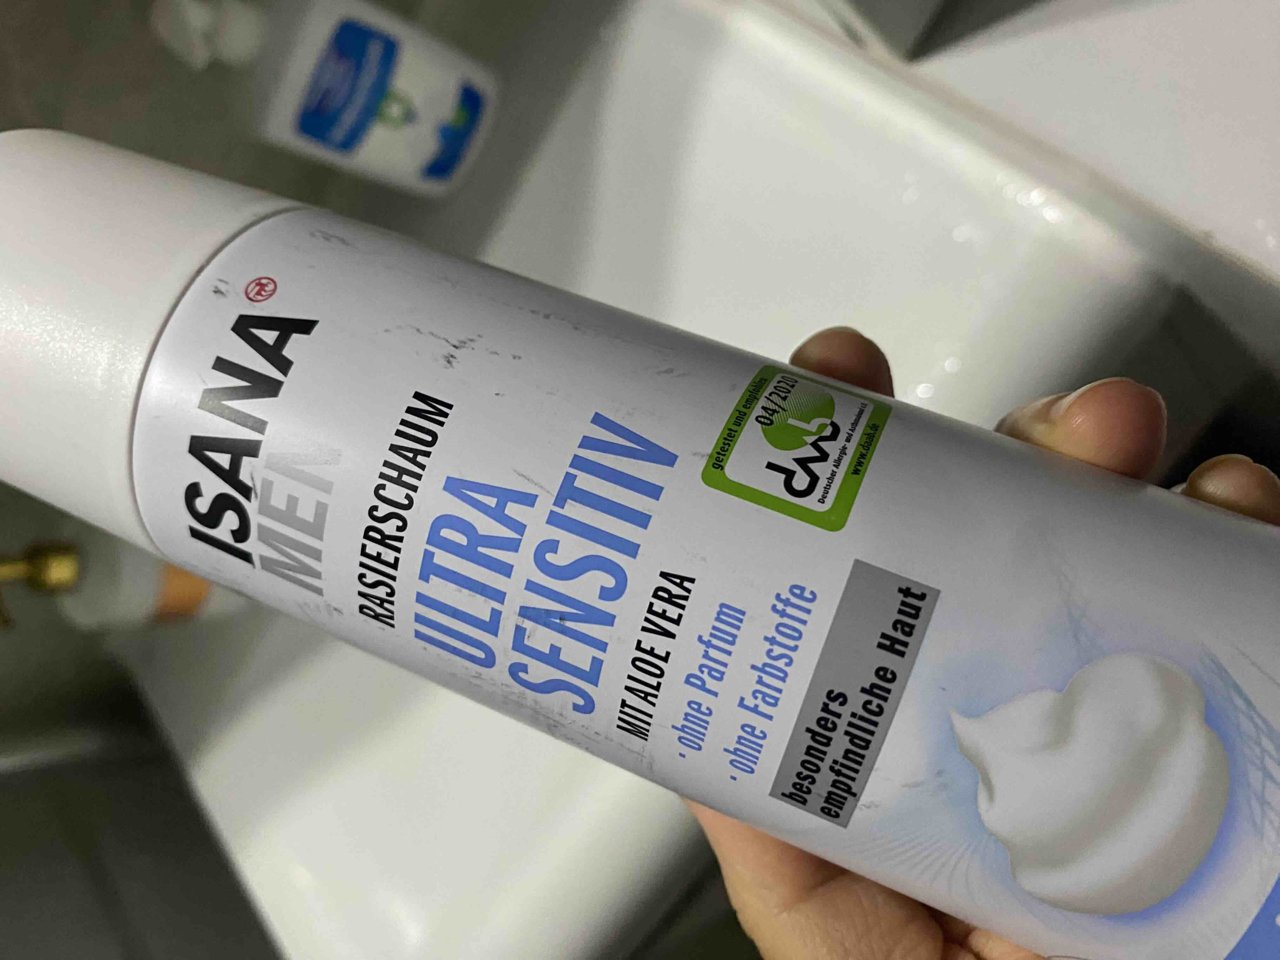 ISANA
MEN
RASIERSCHAUM
ULTRA
SENSITIV
MIT ALOE VERA
· ohne Parfum
· ohne Farbstoffe
besonders
empfindliche Haut
getestet und empfohlen
04/2020
daab
Deutscher Allergie- und Asthmabund e.V.
www.daab.de